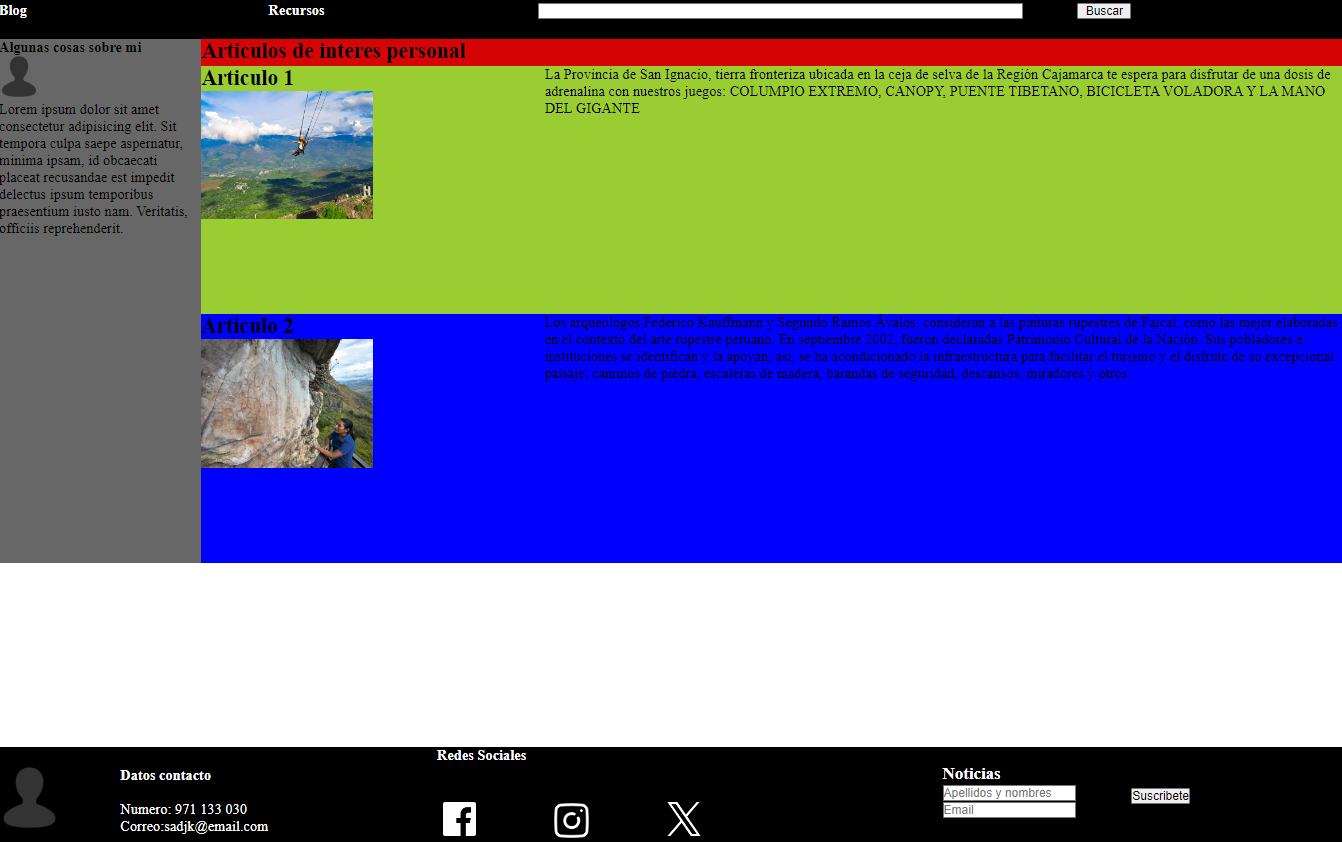 Blog
Recursos
Buscar
Algunas cosas sobre mi
Lorem ipsum dolor sit amet
consectetur adipisicing elit. Sit
tempora culpa saepe aspernatur,
minima ipsam, id obcaecati
placeat recusandae est impedit
delectus ipsum temporibus
praesentium iusto nam. Veritatis,
officiis reprehenderit.
Articulos de interes personal
Articulo 1
La Provincia de San Ignacio, tierra fronteriza ubicada en la ceja de selva de la Región Cajamarca te espera para disfrutar de una dosis de
adrenalina con nuestros juegos: COLUMPIO EXTREMO, CANOPY, PUENTE TIBETANO, BICICLETA VOLADORA Y LA MANO
DEL GIGANTE
Articulo 2
Los arqueólogos Federico Kauffmann y Segundo Ramos Ávalos, consideran a las pinturas rupestres de Faical, como las mejor elaboradas
en el contexto del arte rupestre peruano. En septiembre 2002, fueron declaradas Patrimonio Cultural de la Nación. Sus pobladores e
instituciones se identifican y la apoyan; así, se ha acondicionado la infraestructura para facilitar el turismo y el disfrute de su excepcional
paisaje: caminos de piedra, escaleras de madera, barandas de seguridad, descansos, miradores y otros.
Redes Sociales
Datos contacto
Numero: 971 133 030
Correo:sadjk@email.com
Noticias
Apellidos y nombres
Email
Suscribete